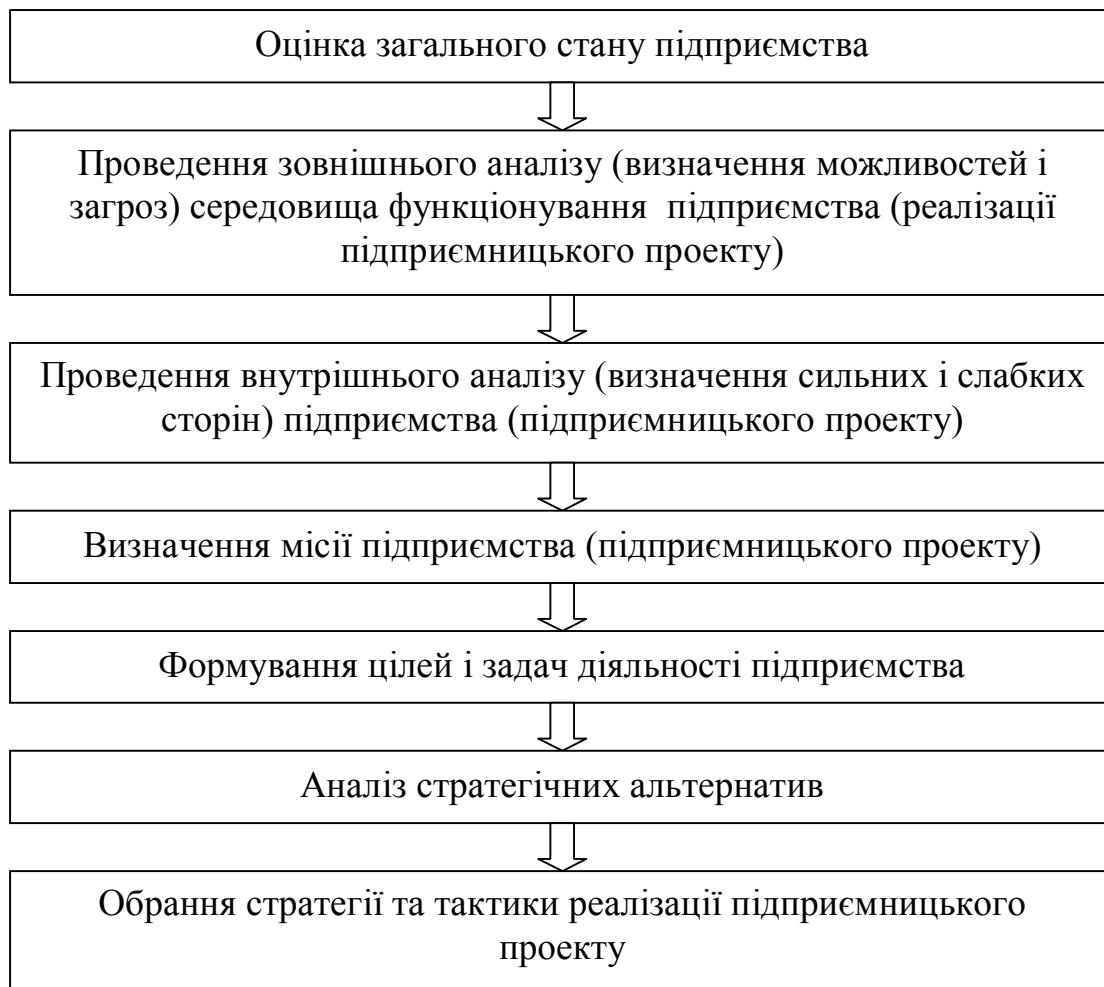 Оцінка загального стану підприємства
Проведення зовнішнього аналізу (визначення можливостей і
загроз) середовища функціонування підприємства (реалізації
підприємницького проекту)
Проведення внутрішнього аналізу (визначення сильних і слабких
сторін) підприємства (підприємницького проекту)
Визначення місії підприємства (підприємницького проекту)
Формування цілей і задач діяльності підприємства
Аналіз стратегічних альтернатив
Обрання стратегії та тактики реалізації підприємницького
проекту